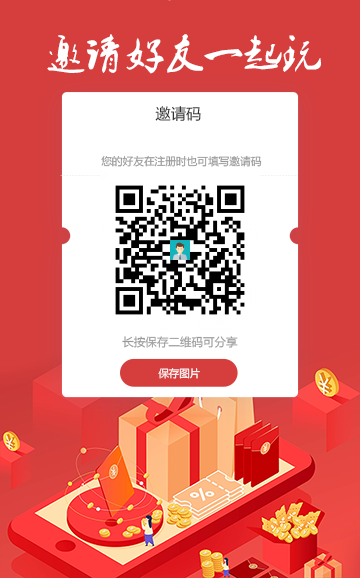 邀请好友一起玩
邀请码
您的好友在注册时也可填写邀请码
长按保存二维码可分享
保存图片
%